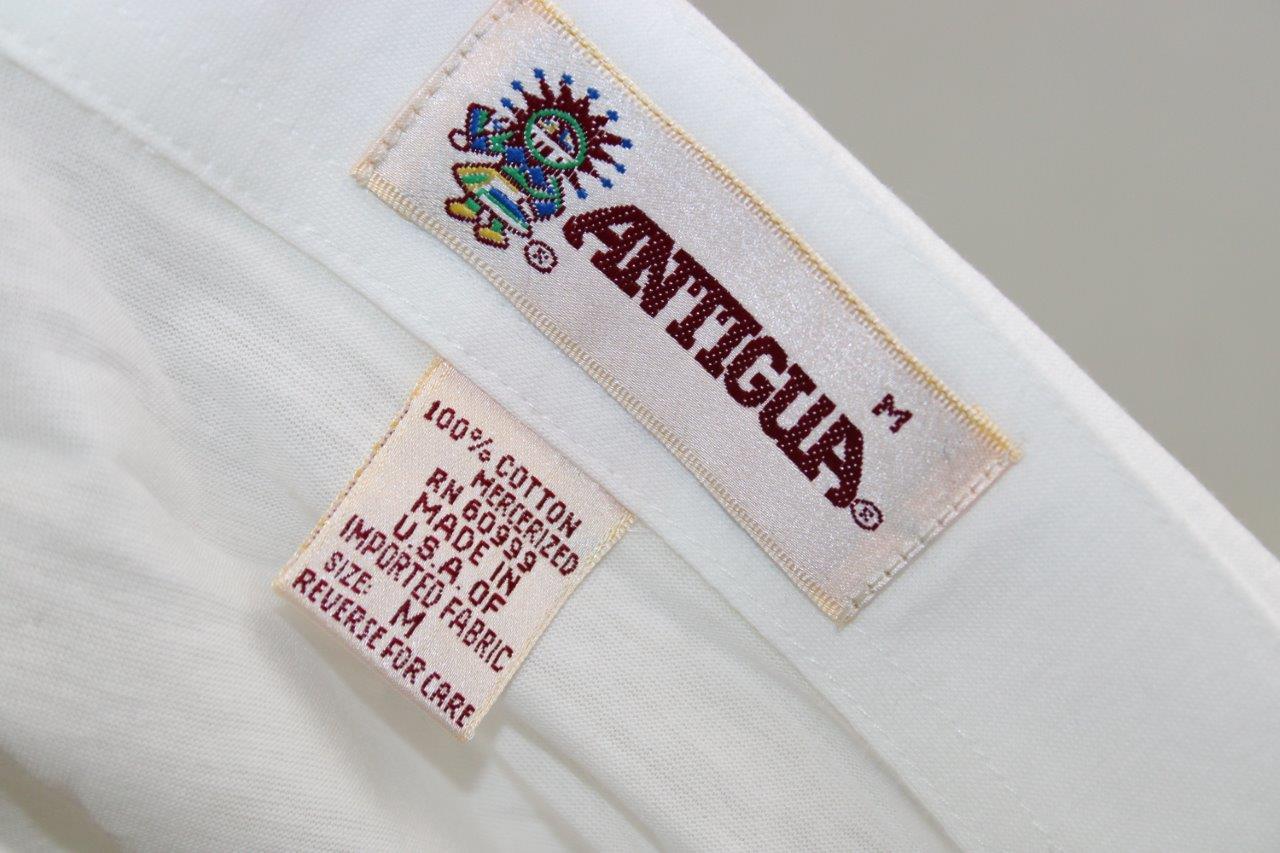 ANTIGUA®
M
®
100% COTTON
MERCERIZED
RN 60999
MADE IN
U.S.A. OF
IMPORTED FABRIC
SIZE:
M
REVERSE FOR CARE